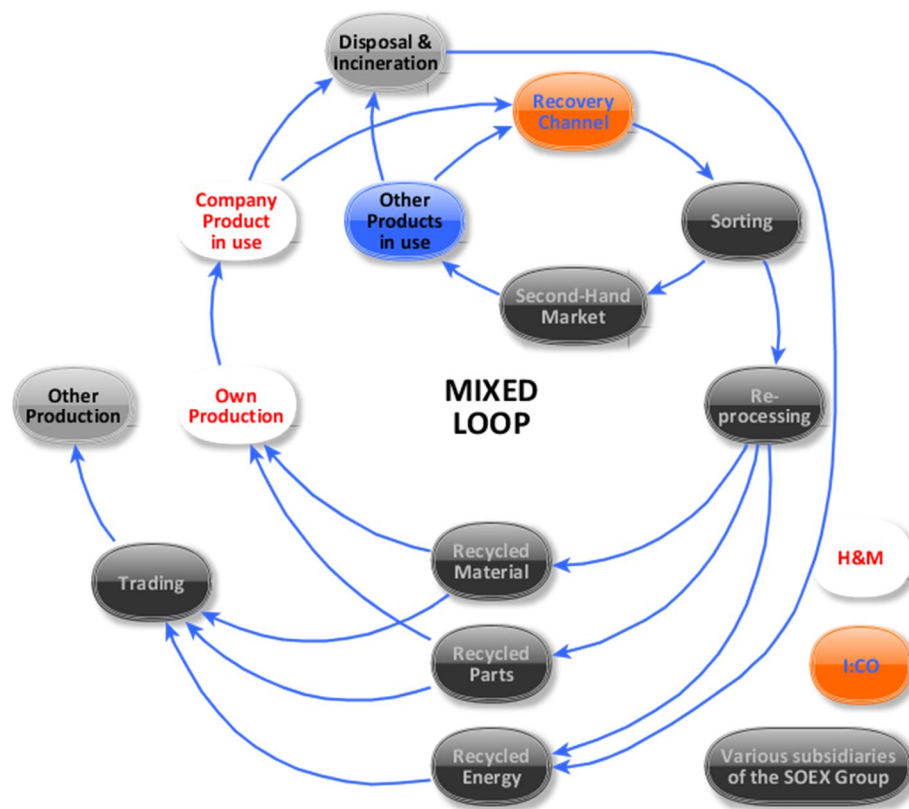 Disposal &
Incineration
Recovery
Channel
Company
Product
in use
Other
Products
in use
Sorting
Second-Hand
Market
Other
Production
Own
Production
MIXED
LOOP
Re-
processing
Trading
Recycled
Material
H&M
Recycled
Parts
I:CO
Recycled
Energy
Various subsidiaries
of the SOEX Group